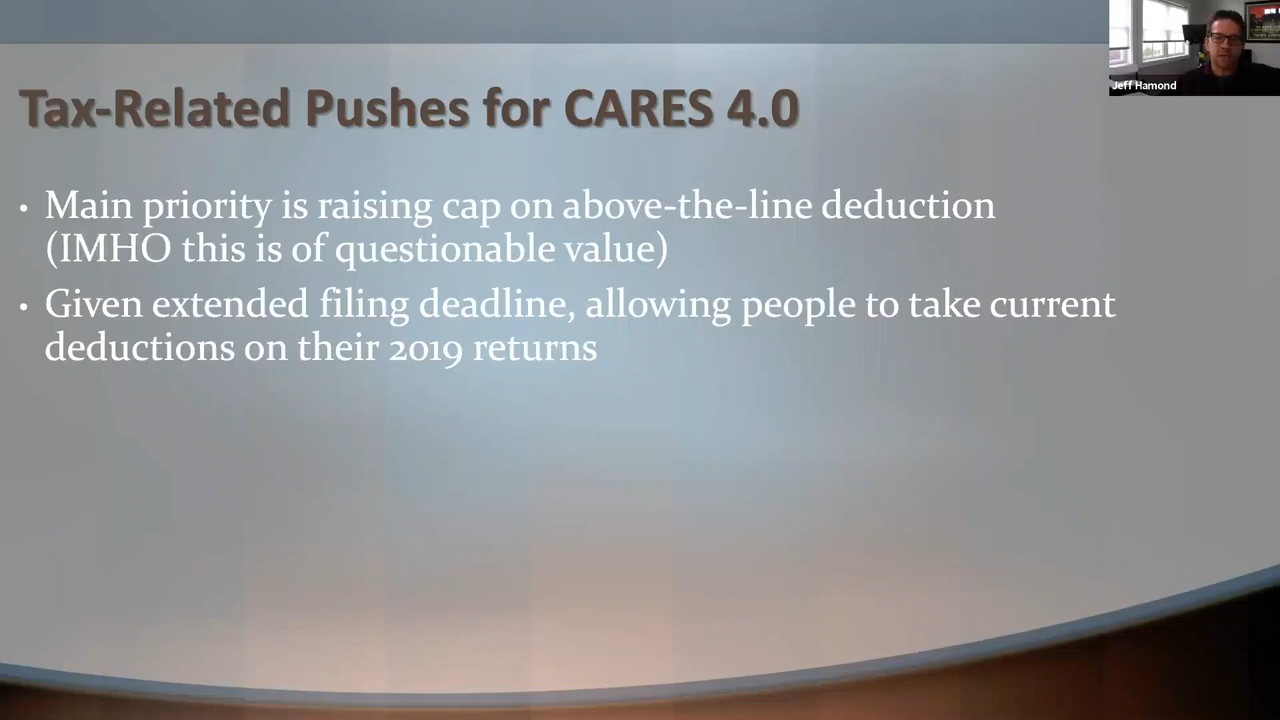 Jeff Hamond
Tax-Related Pushes for CARES 4.0
• Main priority is raising cap on above-the-line deduction
(IMHO this is of questionable value)
• Given extended filing deadline, allowing people to take current
deductions on their 2019 returns